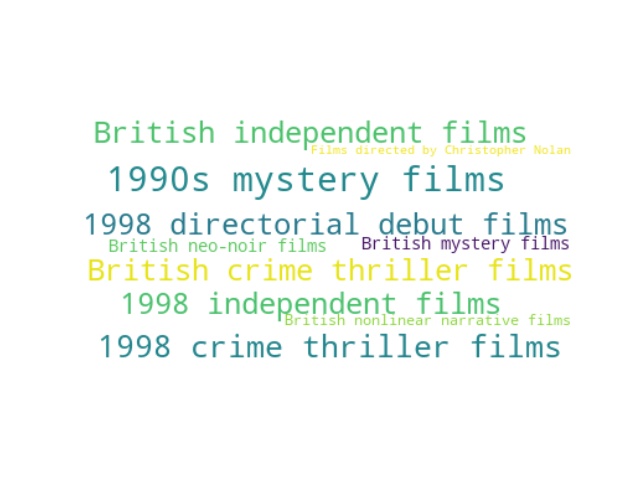 British independent films
Films directed by Christopher Nolan
1990s mystery films
1998 directorial debut films
British neo-noir films
British mystery films
British crime thriller films
1998 independent films
British nonlinear narrative films
1998 crime thriller films